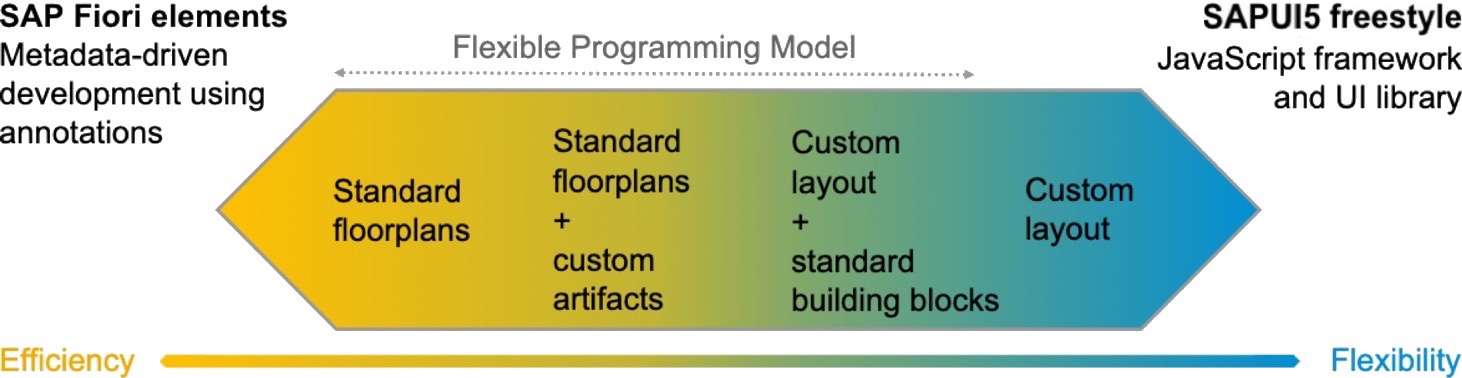 SAP Fiori elements
Metadata-driven
development using
annotations
Flexible Programming Model
SAPUI5 freestyle
JavaScript framework
and UI library
Standard
floorplans
Standard
floorplans
+
custom
artifacts
Custom
layout
+
standard
building blocks
Custom
layout
Efficiency
Flexibility